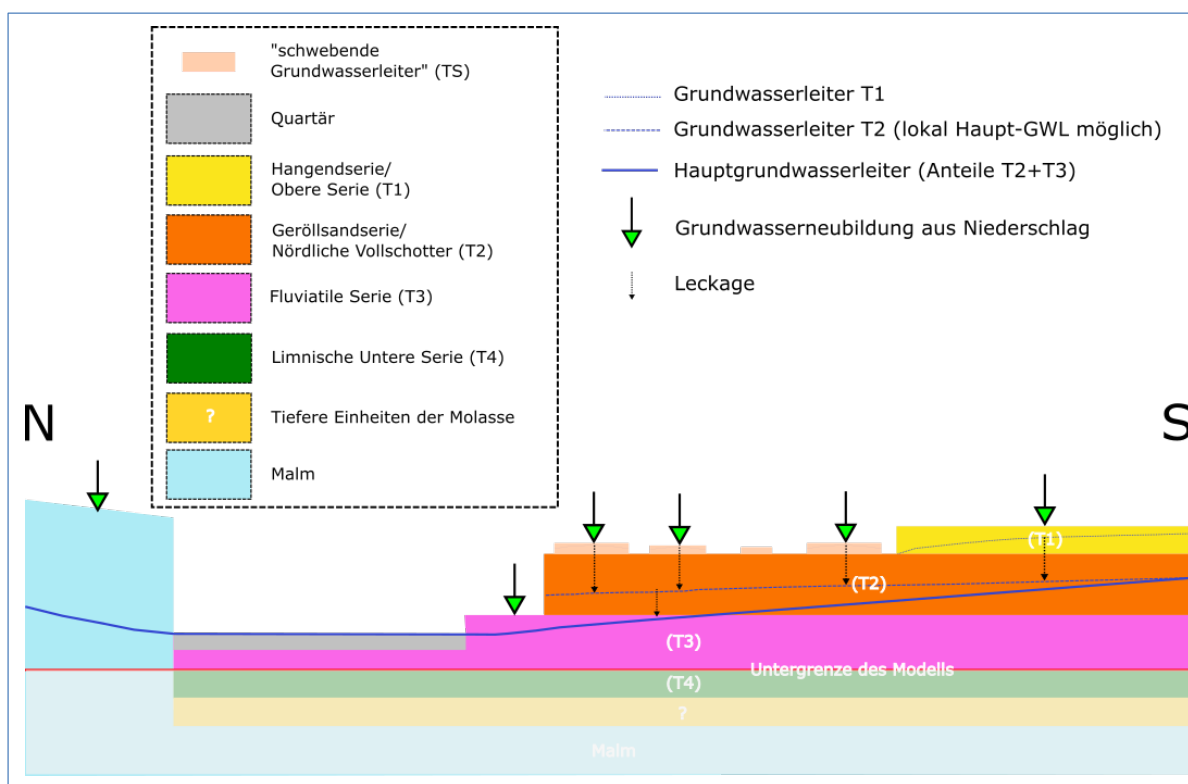 "schwebende
Grundwasserleiter" (TS)
Quartär
Hangendserie/
Obere Serie (T1)
Geröllsandserie/
Nördliche Vollschotter (T2)
Fluviatile Serie (T3)
Limnische Untere Serie (T4)
?
Tiefere Einheiten der Molasse
Malm
Grundwasserleiter T1
Grundwasserleiter T2 (lokal Haupt-GWL möglich)
Hauptgrundwasserleiter (Anteile T2+T3)
Grundwasserneubildung aus Niederschlag
Leckage
N
S
(T1)
(T2)
(T3)
Untergrenze des Modells
(T4)
?
Malm